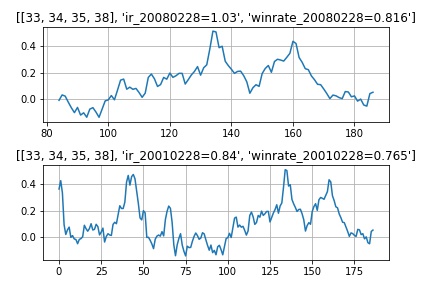 [[33, 34, 35, 38], 'ir_20080228=1.03', 'winrate_20080228=0.816']
0.4
0.2
0.0
80 100 120 140 160 180
[[33, 34, 35, 38], 'ir_20010228=0.84', 'winrate_20010228=0.765']
0.4
0.2
0.0
0 25 50 75 100 125 150 175